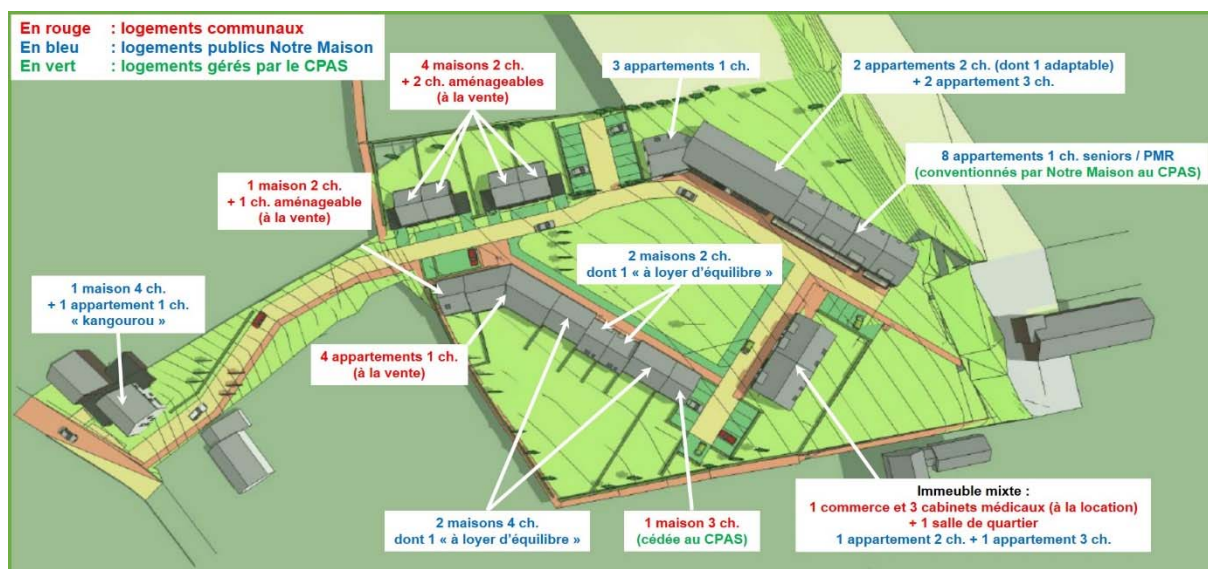 En rouge : logements communaux
En bleu : logements publics Notre Maison
En vert : logements gérés par le CPAS
4 maisons 2 ch.
+ 2 ch. aménageables
(à la vente)
3 appartements 1 ch.
2 appartements 2 ch. (dont 1 adaptable)
+ 2 appartement 3 ch.
8 appartements 1 ch. seniors / PMR
(conventionnés par Notre Maison au CPAS)
1 maison 2 ch.
+ 1 ch. aménageable
(à la vente)
2 maisons 2 ch.
dont 1 « à loyer d'équilibre »
1 maison 4 ch.
+ 1 appartement 1 ch.
« kangourou »
4 appartements 1 ch.
(à la vente)
2 maisons 4 ch.
dont 1 « à loyer d'équilibre »
1 maison 3 ch.
(cédée au CPAS)
Immeuble mixte :
1 commerce et 3 cabinets médicaux (à la location)
+ 1 salle de quartier
1 appartement 2 ch. + 1 appartement 3 ch.